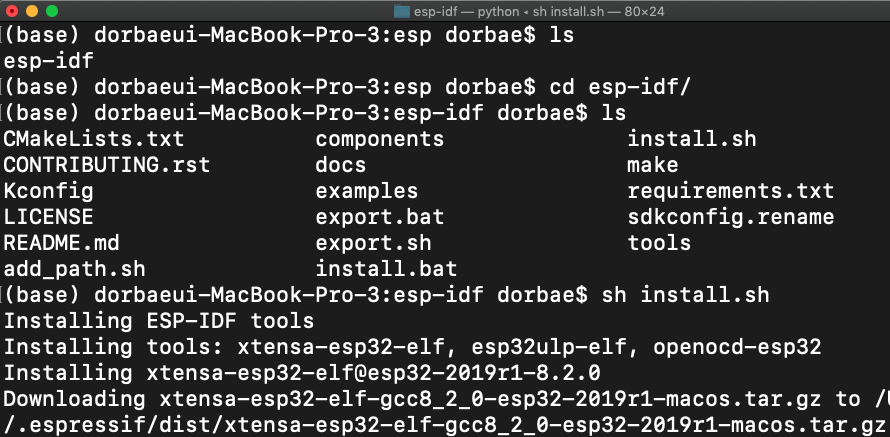 esp-idf — python ◂ sh install.sh — 80×24
(base) dorbaeui-MacBook-Pro-3:esp dorbae$ ls
esp-idf
(base) dorbaeui-MacBook-Pro-3:esp dorbae$ cd esp-idf/
(base) dorbaeui-MacBook-Pro-3:esp-idf dorbae$ ls
CMakeLists.txt components install.sh
CONTRIBUTING.rst docs make
Kconfig examples requirements.txt
LICENSE export.bat sdkconfig.rename
README.md export.sh tools
add_path.sh install.bat
(base) dorbaeui-MacBook-Pro-3:esp-idf dorbae$ sh install.sh
Installing ESP-IDF tools
Installing tools: xtensa-esp32-elf, esp32ulp-elf, openocd-esp32
Installing xtensa-esp32-elf@esp32-2019r1-8.2.0
Downloading xtensa-esp32-elf-gcc8_2_0-esp32-2019r1-macos.tar.gz to /
/.espressif/dist/xtensa-esp32-elf-gcc8_2_0-esp32-2019r1-macos.tar.gz